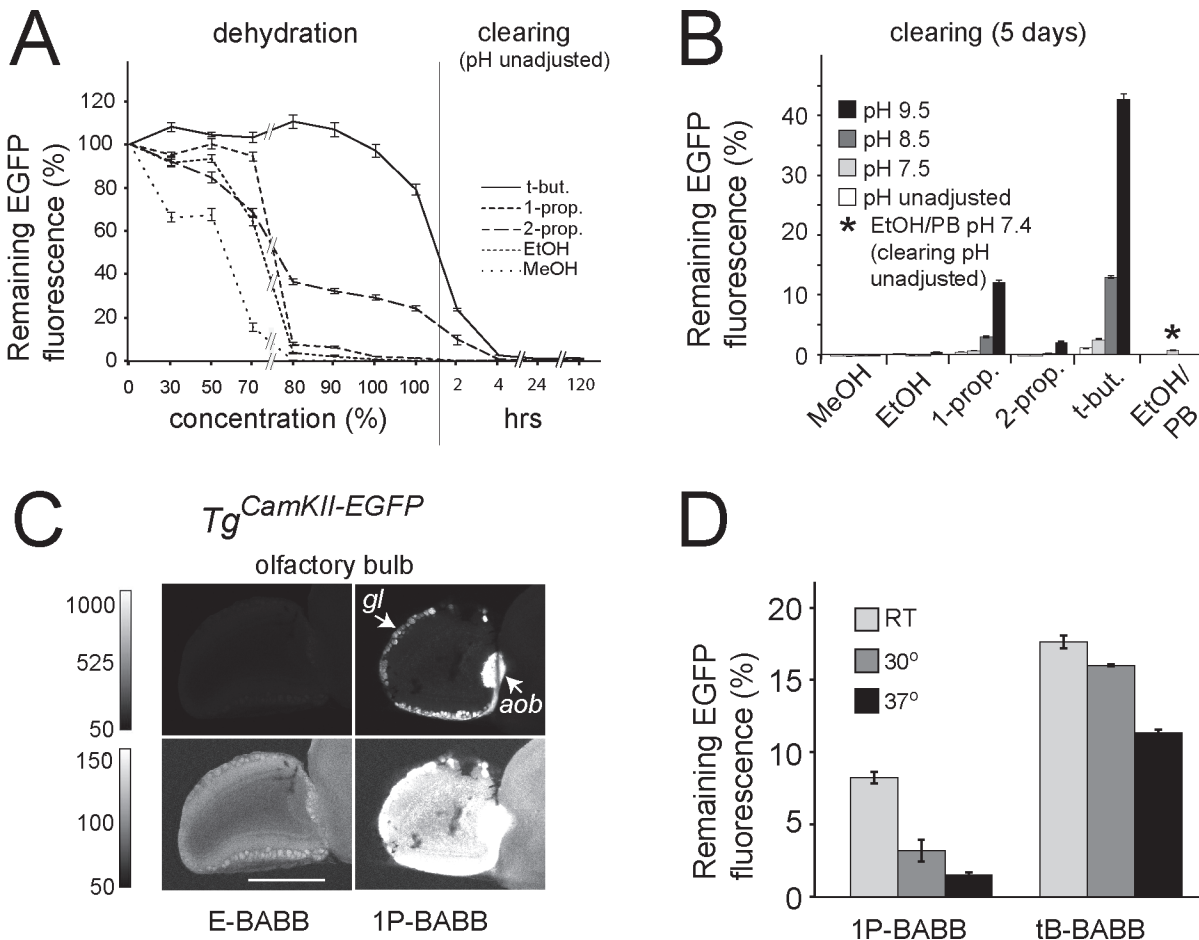 A
dehydration
clearing
(pH unadjusted)
Remaining EGFP
fluorescence (%)
120
100
80
60
40
20
0
t-but.
1-prop.
2-prop.
EtOH
MeOH
0 30 50 70 80 90 100 100 2 4 24 120
concentration (%)
hrs
B
clearing (5 days)
Remaining EGFP
fluorescence (%)
40
30
20
10
0
pH 9.5
pH 8.5
pH 7.5
pH unadjusted
* EtOH/PB pH 7.4
(clearing pH
unadjusted)
*
MeOH
EtOH
1-prop.
2-prop.
t-but.
EtOH/
PB
C
Tg CamKII-EGFP
olfactory bulb
1000
525
50
gl
aob
150
100
50
E-BABB
1P-BABB
D
Remaining EGFP
fluorescence (%)
20
15
10
5
0
RT
30º
37º
1P-BABB
tB-BABB